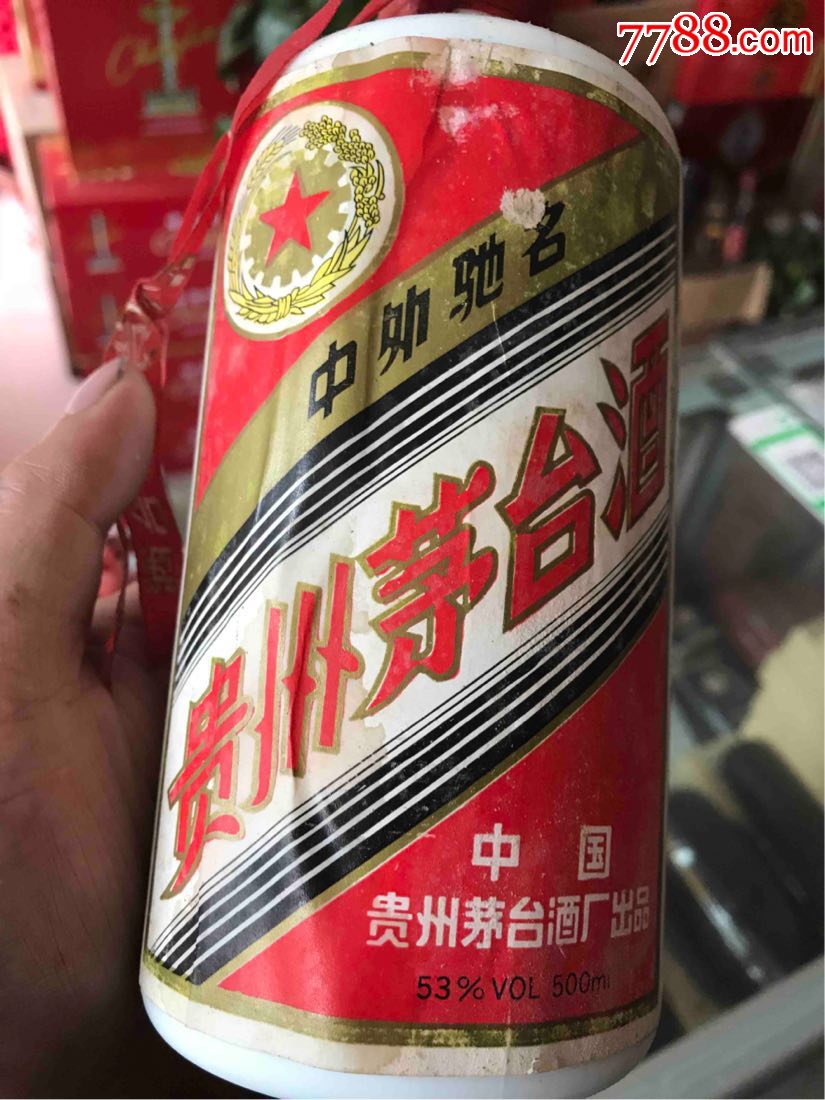 7788.com
中外驰名
贵州茅台酒
中国
贵州茅台酒厂出品
53% VOL 500ml